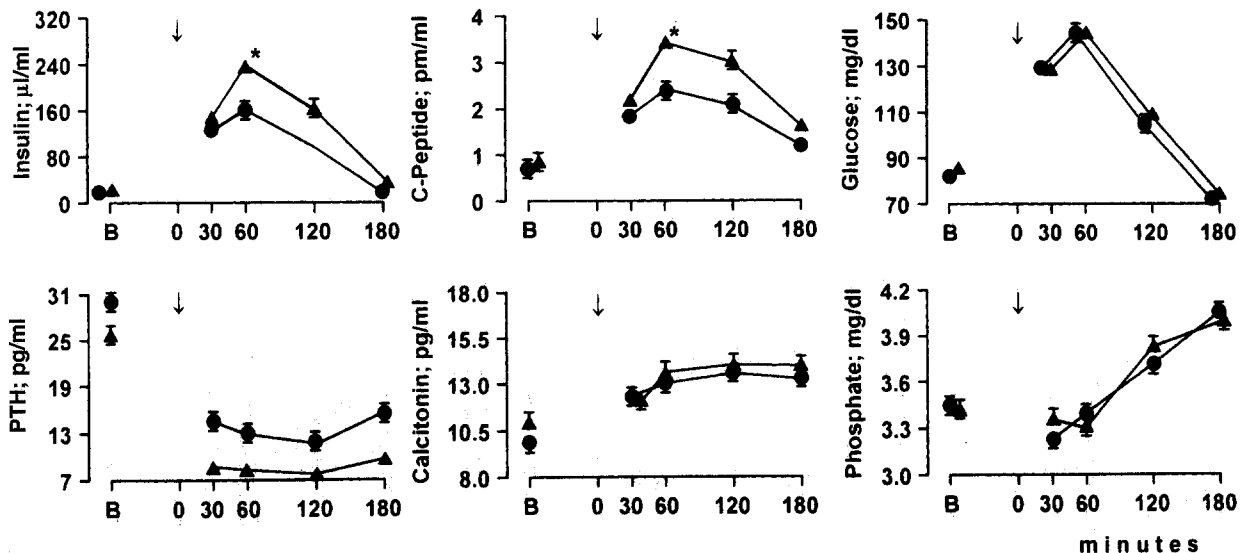 Insulin; μl/ml
320
240
160
80
0
↓
*
B 0 30 60 120 180
C-Peptide; pm/ml
4
3
2
1
0
↓
*
B 0 30 60 120 180
Glucose; mg/dl
150
130
110
90
70
↓
B 0 30 60 120 180
PTH; pg/ml
31
25
19
13
7
↓
B 0 30 60 120 180
Calcitonin; pg/ml
18.0
15.5
13.0
10.5
8.0
↓
B 0 30 60 120 180
Phosphate; mg/dl
4.2
3.9
3.6
3.3
3.0
↓
B 0 30 60 120 180
minutes